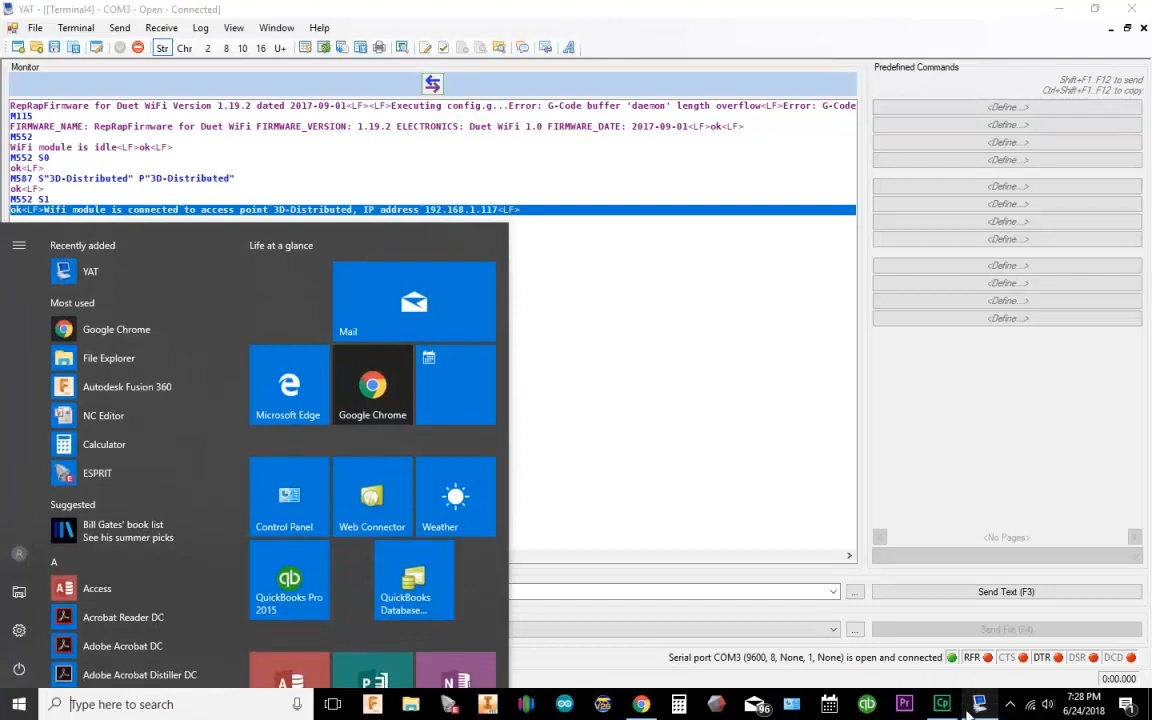 YAT - [[Terminal4] - COM3 - Open - Connected]
File Terminal Send Receive Log View Window Help
Str Chr 2 8 10 16 U+
Monitor
RepRapFirmware for Duet WiFi Version 1.19.2 dated 2017-09-01<LF><LF>Executing config.g...Error: G-Code buffer 'daemon' length overflow<LF>Error: G-Code
M115
FIRMWARE_NAME: RepRapFirmware for Duet WiFi FIRMWARE_VERSION: 1.19.2 ELECTRONICS: Duet WiFi 1.0 FIRMWARE_DATE: 2017-09-01<LF>ok<LF>
M552
WiFi module is idle<LF>ok<LF>
M552 S0
ok<LF>
M587 S"3D-Distributed" P"3D-Distributed"
ok<LF>
M552 S1
ok<LF>Wifi module is connected to access point 3D-Distributed, IP address 192.168.1.117<LF>
Predefined Commands
Shift+F1..F12 to send
Ctrl+Shift+F1..F12 to copy
<Define...>
<Define...>
<Define...>
<Define...>
<Define...>
<Define...>
<Define...>
<Define...>
<Define...>
<Define...>
<Define...>
<Define...>
<No Pages>
Send Text (F3)
Send File (F4)
Serial port COM3 (9600, 8, None, 1, None) is open and connected RFR CTS DTR DSR DCD
0:00.000
Recently added
YAT
Most used
Google Chrome
File Explorer
Autodesk Fusion 360
NC Editor
Calculator
ESPRIT
Suggested
Bill Gates' book list
See his summer picks
A
Access
Acrobat Reader DC
Adobe Acrobat DC
Adobe Acrobat Distiller DC
Life at a glance
Mail
Microsoft Edge
Google Chrome
Control Panel
Web Connector
Weather
QuickBooks Pro
2015
QuickBooks
Database...
Type here to search
96
7:28 PM
6/24/2018